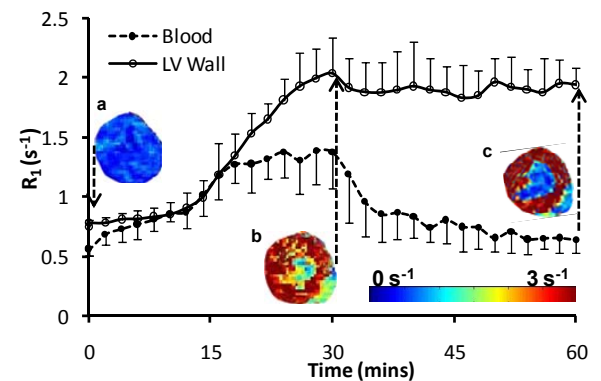 2.5
2
1.5
1
0.5
0
R1 (s-1)
Blood
LV Wall
a
b
c
0 s-1
3 s-1
0
15
30
45
60
Time (mins)